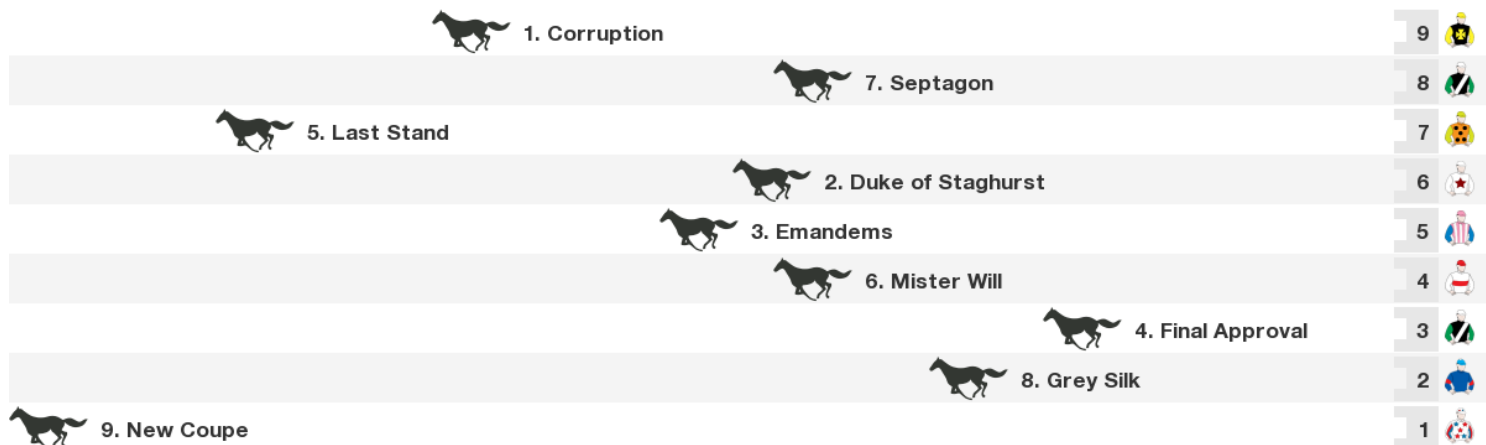 1. Corruption 9
7. Septagon 8
5. Last Stand 7
2. Duke of Staghurst 6
3. Emandems 5
6. Mister Will 4
4. Final Approval 3
8. Grey Silk 2
9. New Coupe 1